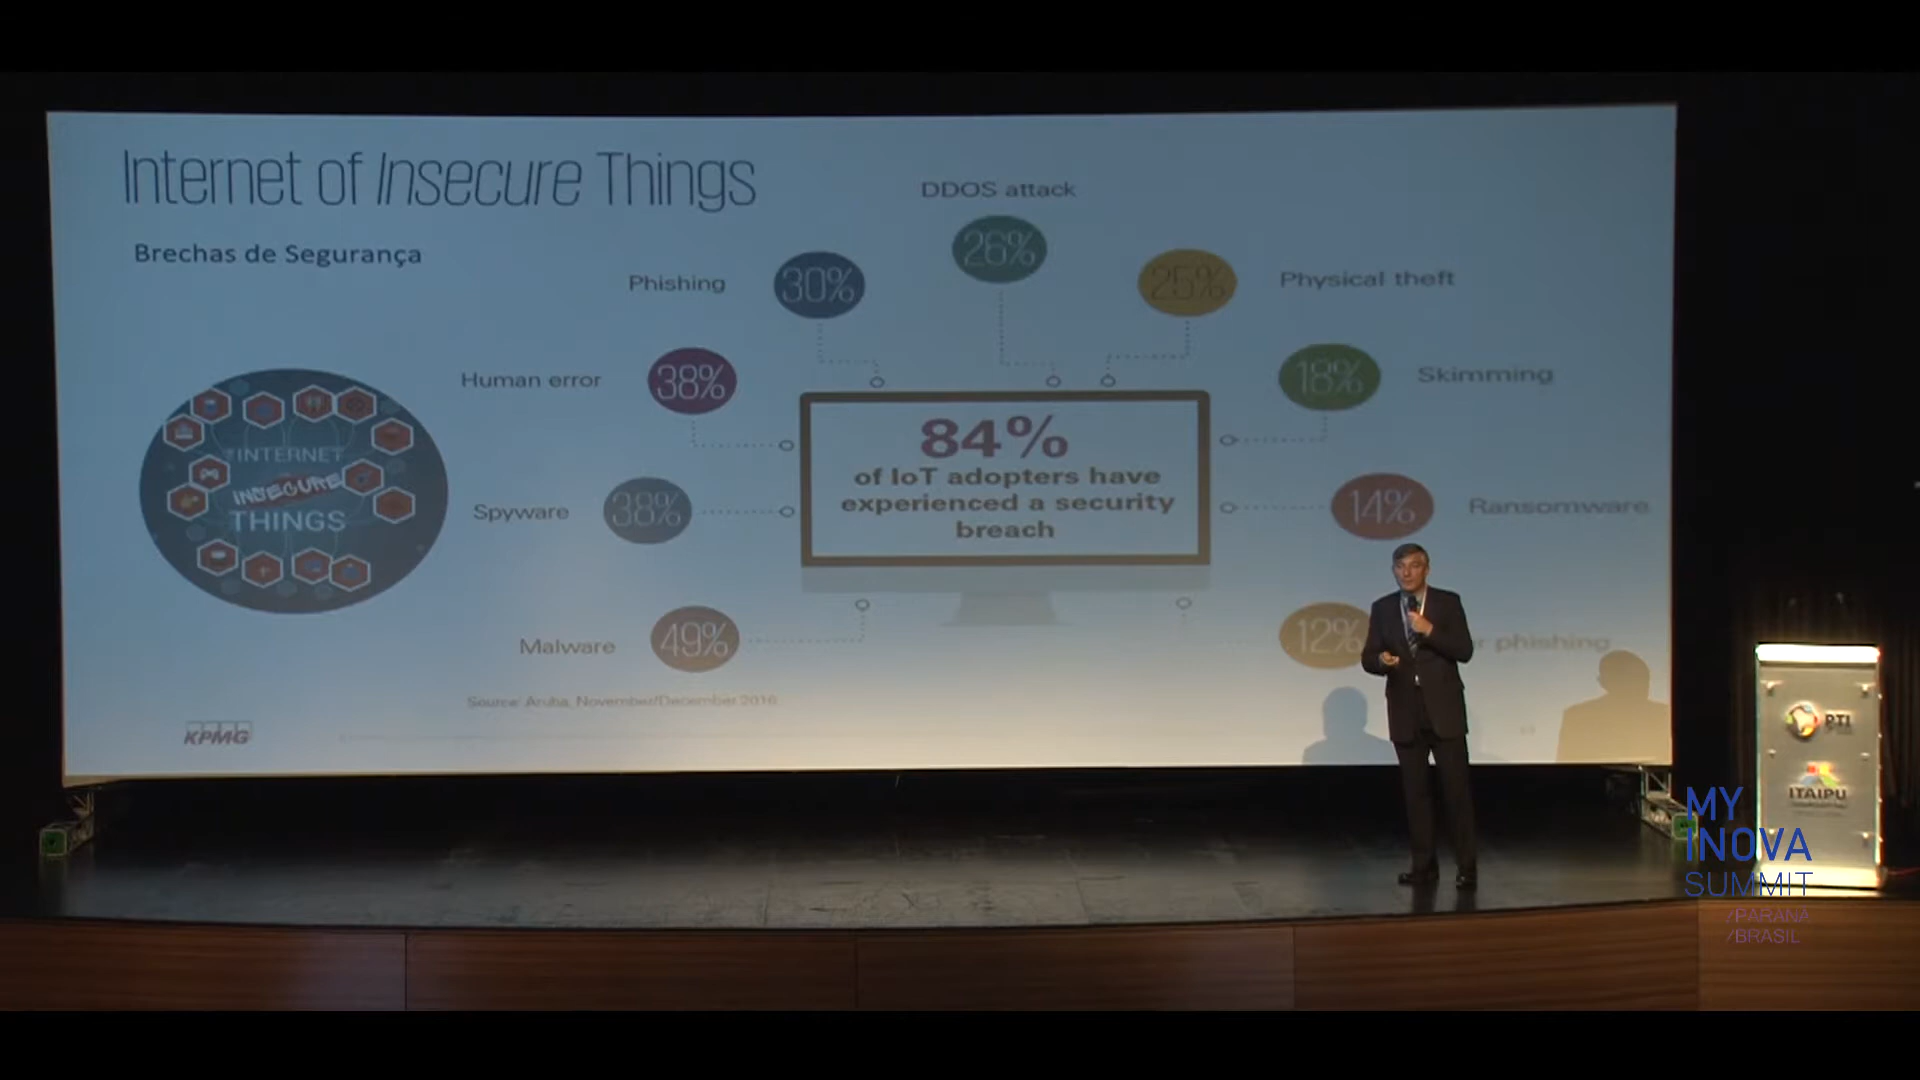 Internet of Insecure Things
Brechas de Segurança
DDOS attack
26%
Phishing
30%
25%
Physical theft
Human error
38%
18%
Skimming
84%
of IoT adopters have
experienced a security
breach
INTERNET
INSECURE
THINGS
Spyware
38%
14%
Ransomware
Malware
49%
12%
phishing
Source: Aruba, November/December 2016
KPMG
PTI
ITAIPU
MY
INOVA
SUMMIT
/PARANÁ
/BRASIL